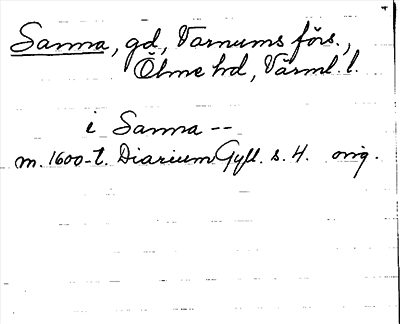 Sanna, gd, Varnums förs.,
Ölme hd, Värml. l.
i Sanna --
m. 1600-t. Diarium Gyll. s. 4. orig.